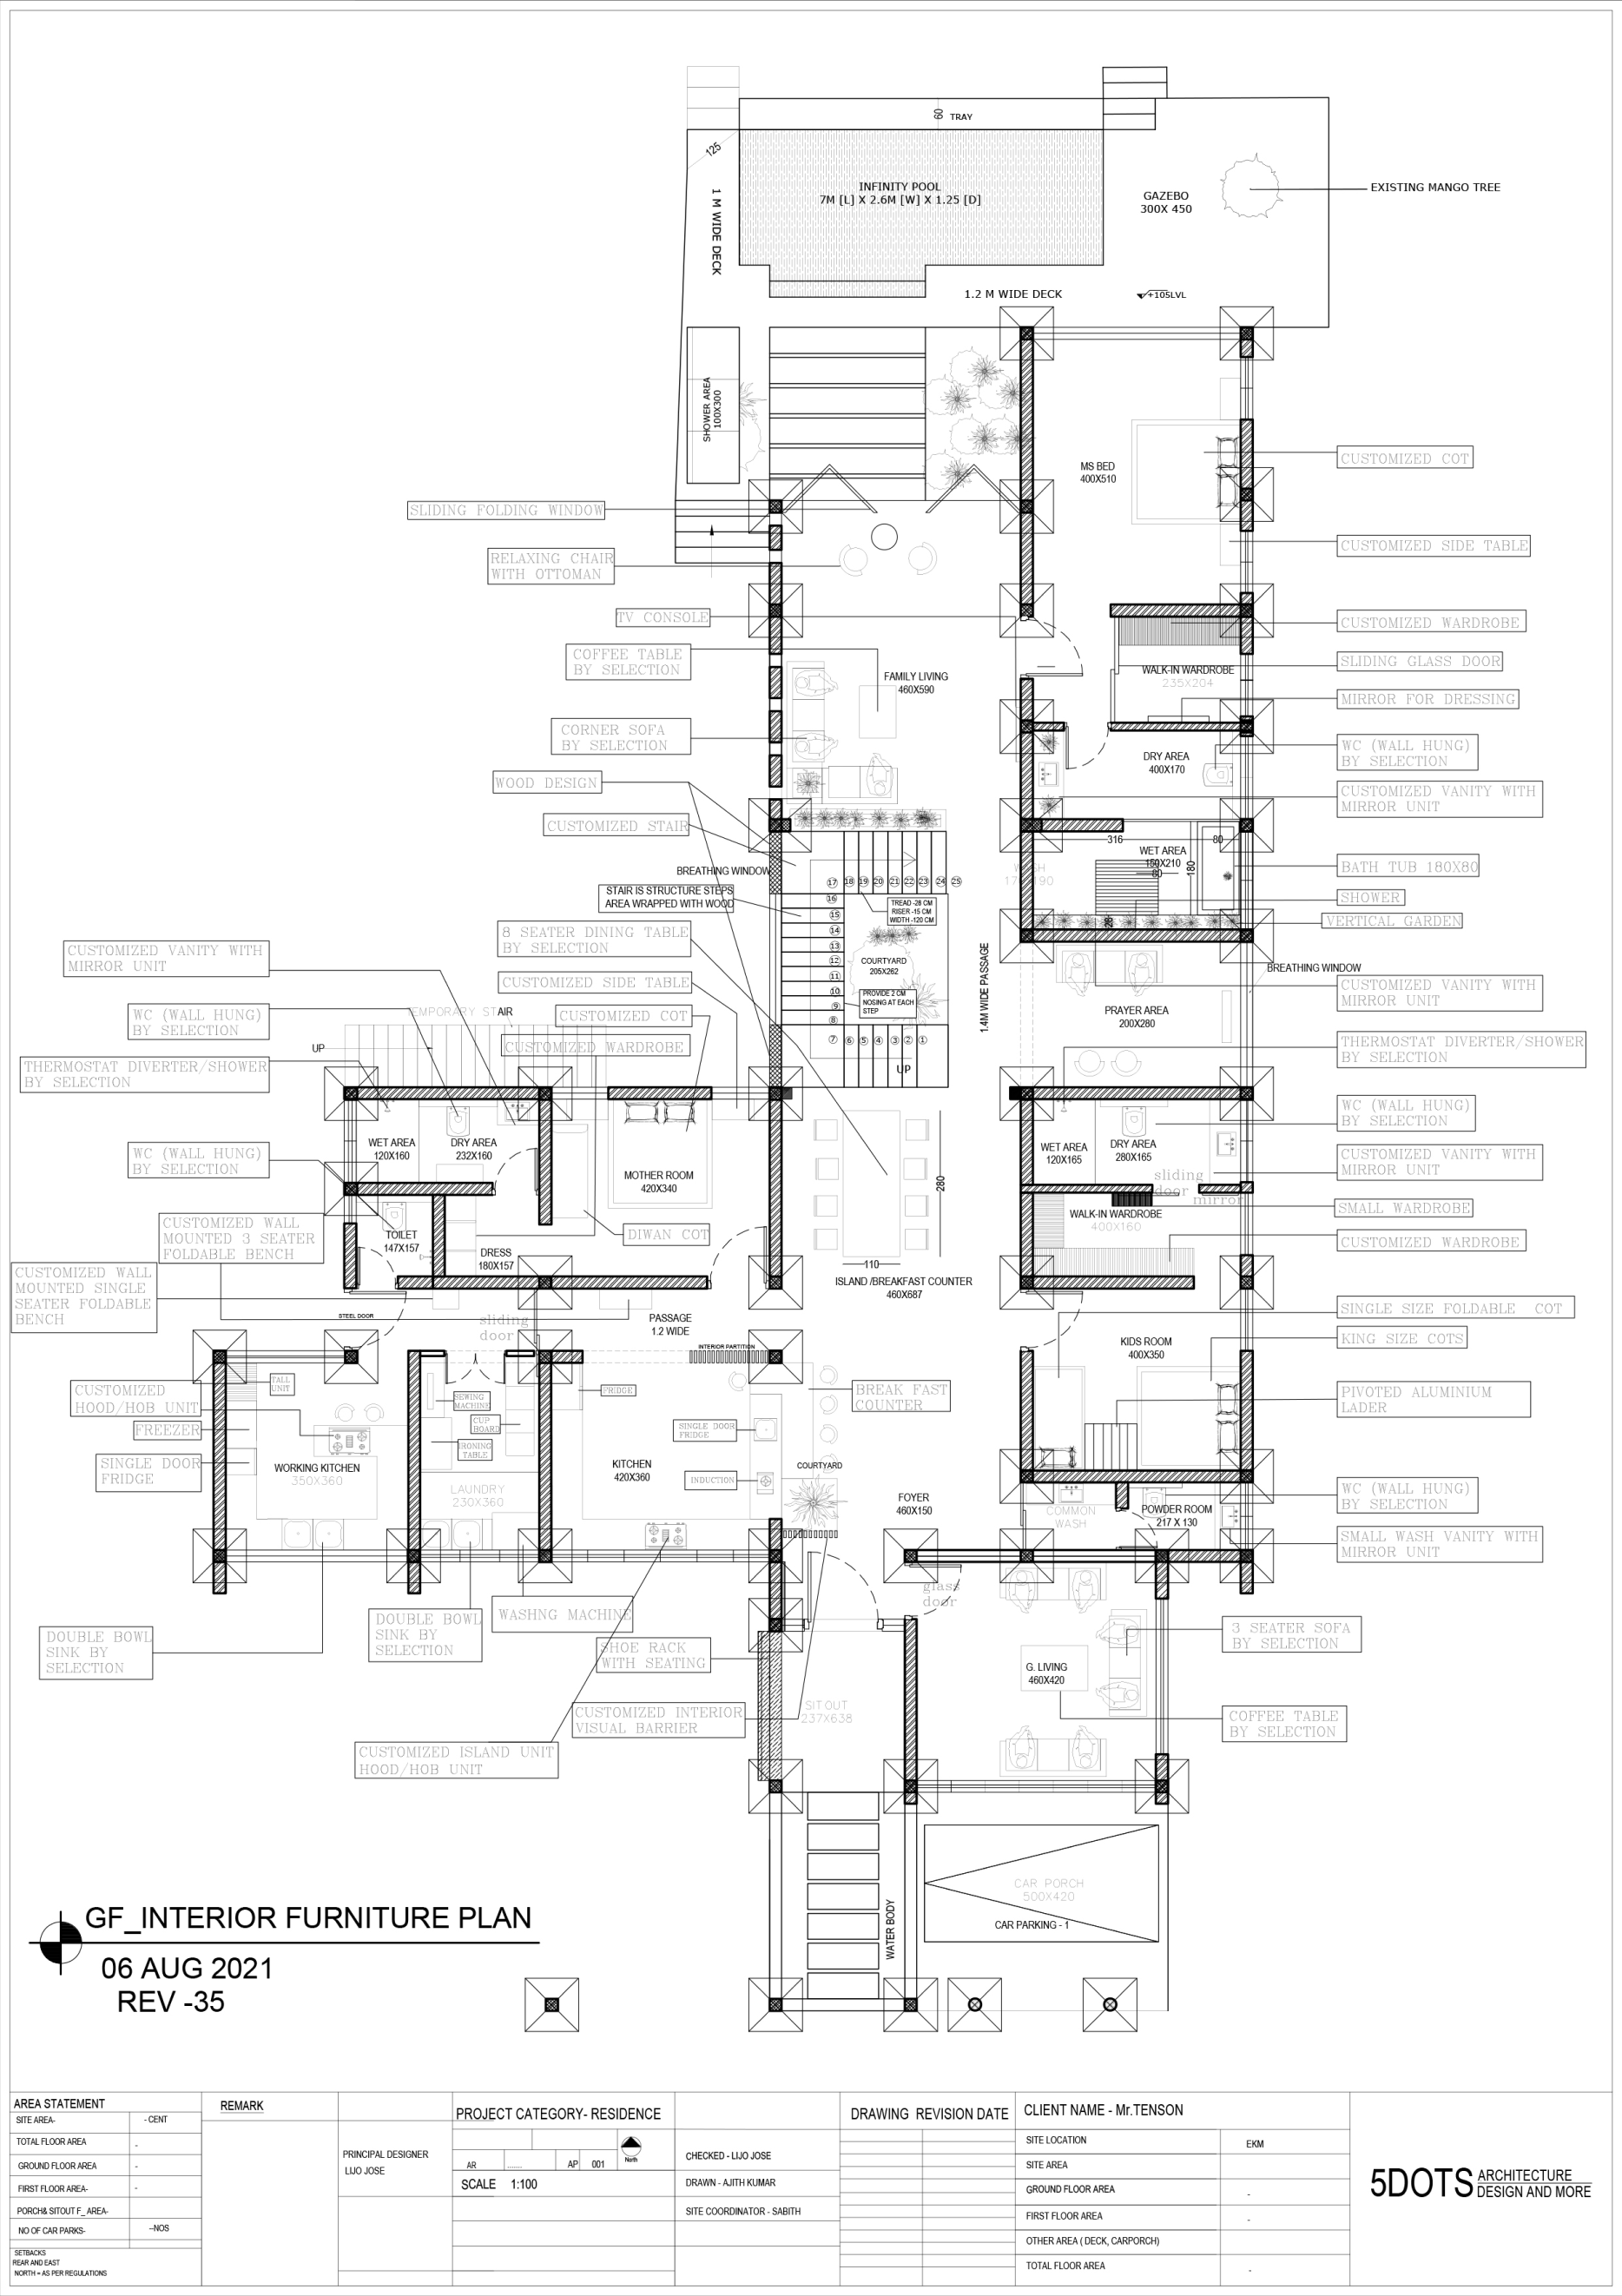 60 TRAY
125
1 M WIDE DECK
INFINITY POOL
7M [L] X 2.6M [W] X 1.25 [D]
GAZEBO
300X 450
EXISTING MANGO TREE
1.2 M WIDE DECK
+105LVL
SHOWER AREA
100X300
MS BED
400X510
CUSTOMIZED COT
SLIDING FOLDING WINDOW
RELAXING CHAIR
WITH OTTOMAN
CUSTOMIZED SIDE TABLE
TV CONSOLE
CUSTOMIZED WARDROBE
COFFEE TABLE
BY SELECTION
FAMILY LIVING
460X590
WALK-IN WARDROBE
235X204
SLIDING GLASS DOOR
MIRROR FOR DRESSING
CORNER SOFA
BY SELECTION
DRY AREA
400X170
WC (WALL HUNG)
BY SELECTION
WOOD DESIGN
CUSTOMIZED VANITY WITH
MIRROR UNIT
CUSTOMIZED STAIR
316
80
WET AREA
150X210
80
180
BATH TUB 180X80
BREATHING WINDOW
17 18 19 20 21 22 23 24 25
STAIR IS STRUCTURE STEPS
AREA WRAPPED WITH WOOD
16
15
14
13
12
11
10
9
8
TREAD -28 CM
RISER -15 CM
WIDTH -120 CM
SHOWER
VERTICAL GARDEN
8 SEATER DINING TABLE
BY SELECTION
COURTYARD
205X262
1.4M WIDE PASSAGE
BREATHING WINDOW
CUSTOMIZED VANITY WITH
MIRROR UNIT
CUSTOMIZED SIDE TABLE
CUSTOMIZED VANITY WITH
MIRROR UNIT
PROVIDE 2 CM
NOSING AT EACH
STEP
PRAYER AREA
200X280
WC (WALL HUNG)
BY SELECTION
TEMPORARY STAIR
CUSTOMIZED COT
CUSTOMIZED WARDROBE
7 6 5 4 3 2 1
UP
UP
THERMOSTAT DIVERTER/SHOWER
BY SELECTION
THERMOSTAT DIVERTER/SHOWER
BY SELECTION
WC (WALL HUNG)
BY SELECTION
WC (WALL HUNG)
BY SELECTION
WET AREA
120X160
DRY AREA
232X160
MOTHER ROOM
420X340
280
WET AREA
120X165
DRY AREA
280X165
CUSTOMIZED VANITY WITH
MIRROR UNIT
sliding
door
mirror
SMALL WARDROBE
CUSTOMIZED WALL
MOUNTED 3 SEATER
FOLDABLE BENCH
TOILET
147X157
DRESS
180X157
DIWAN COT
WALK-IN WARDROBE
400X160
CUSTOMIZED WARDROBE
110
ISLAND /BREAKFAST COUNTER
460X687
CUSTOMIZED WALL
MOUNTED SINGLE
SEATER FOLDABLE
BENCH
STEEL DOOR
sliding
door
PASSAGE
1.2 WIDE
INTERIOR PARTITION
SINGLE SIZE FOLDABLE COT
KING SIZE COTS
KIDS ROOM
400X350
CUSTOMIZED
HOOD/HOB UNIT
TALL
UNIT
SEWING
MACHINE
CUP
BOARD
IRONING
TABLE
FRIDGE
BREAK FAST
COUNTER
PIVOTED ALUMINIUM
LADER
FREEZER
SINGLE DOOR
FRIDGE
SINGLE DOOR
FRIDGE
WORKING KITCHEN
350X360
LAUNDRY
230X360
KITCHEN
420X360
INDUCTION
COURTYARD
FOYER
460X150
COMMON
WASH
POWDER ROOM
217 X 130
WC (WALL HUNG)
BY SELECTION
SMALL WASH VANITY WITH
MIRROR UNIT
glass
door
DOUBLE BOWL
SINK BY
SELECTION
DOUBLE BOWL
SINK BY
SELECTION
WASHNG MACHINE
SHOE RACK
WITH SEATING
3 SEATER SOFA
BY SELECTION
G. LIVING
460X420
SIT OUT
237X638
CUSTOMIZED INTERIOR
VISUAL BARRIER
COFFEE TABLE
BY SELECTION
CUSTOMIZED ISLAND UNIT
HOOD/HOB UNIT
CAR PORCH
500X420
CAR PARKING - 1
WATER BODY
GF_INTERIOR FURNITURE PLAN
06 AUG 2021
REV -35
AREA STATEMENT
SITE AREA- - CENT
TOTAL FLOOR AREA -
GROUND FLOOR AREA -
FIRST FLOOR AREA- -
PORCH& SITOUT F_ AREA-
NO OF CAR PARKS- --NOS
SETBACKS
REAR AND EAST
NORTH = AS PER REGULATIONS
REMARK
PRINCIPAL DESIGNER
LIJO JOSE
PROJECT CATEGORY- RESIDENCE
AR ....... AP 001
North
SCALE 1:100
CHECKED - LIJO JOSE
DRAWN - AJITH KUMAR
SITE COORDINATOR - SABITH
DRAWING REVISION DATE
CLIENT NAME - Mr.TENSON
SITE LOCATION EKM
SITE AREA
GROUND FLOOR AREA -
FIRST FLOOR AREA -
OTHER AREA ( DECK, CARPORCH)
TOTAL FLOOR AREA -
5DOTS ARCHITECTURE
DESIGN AND MORE